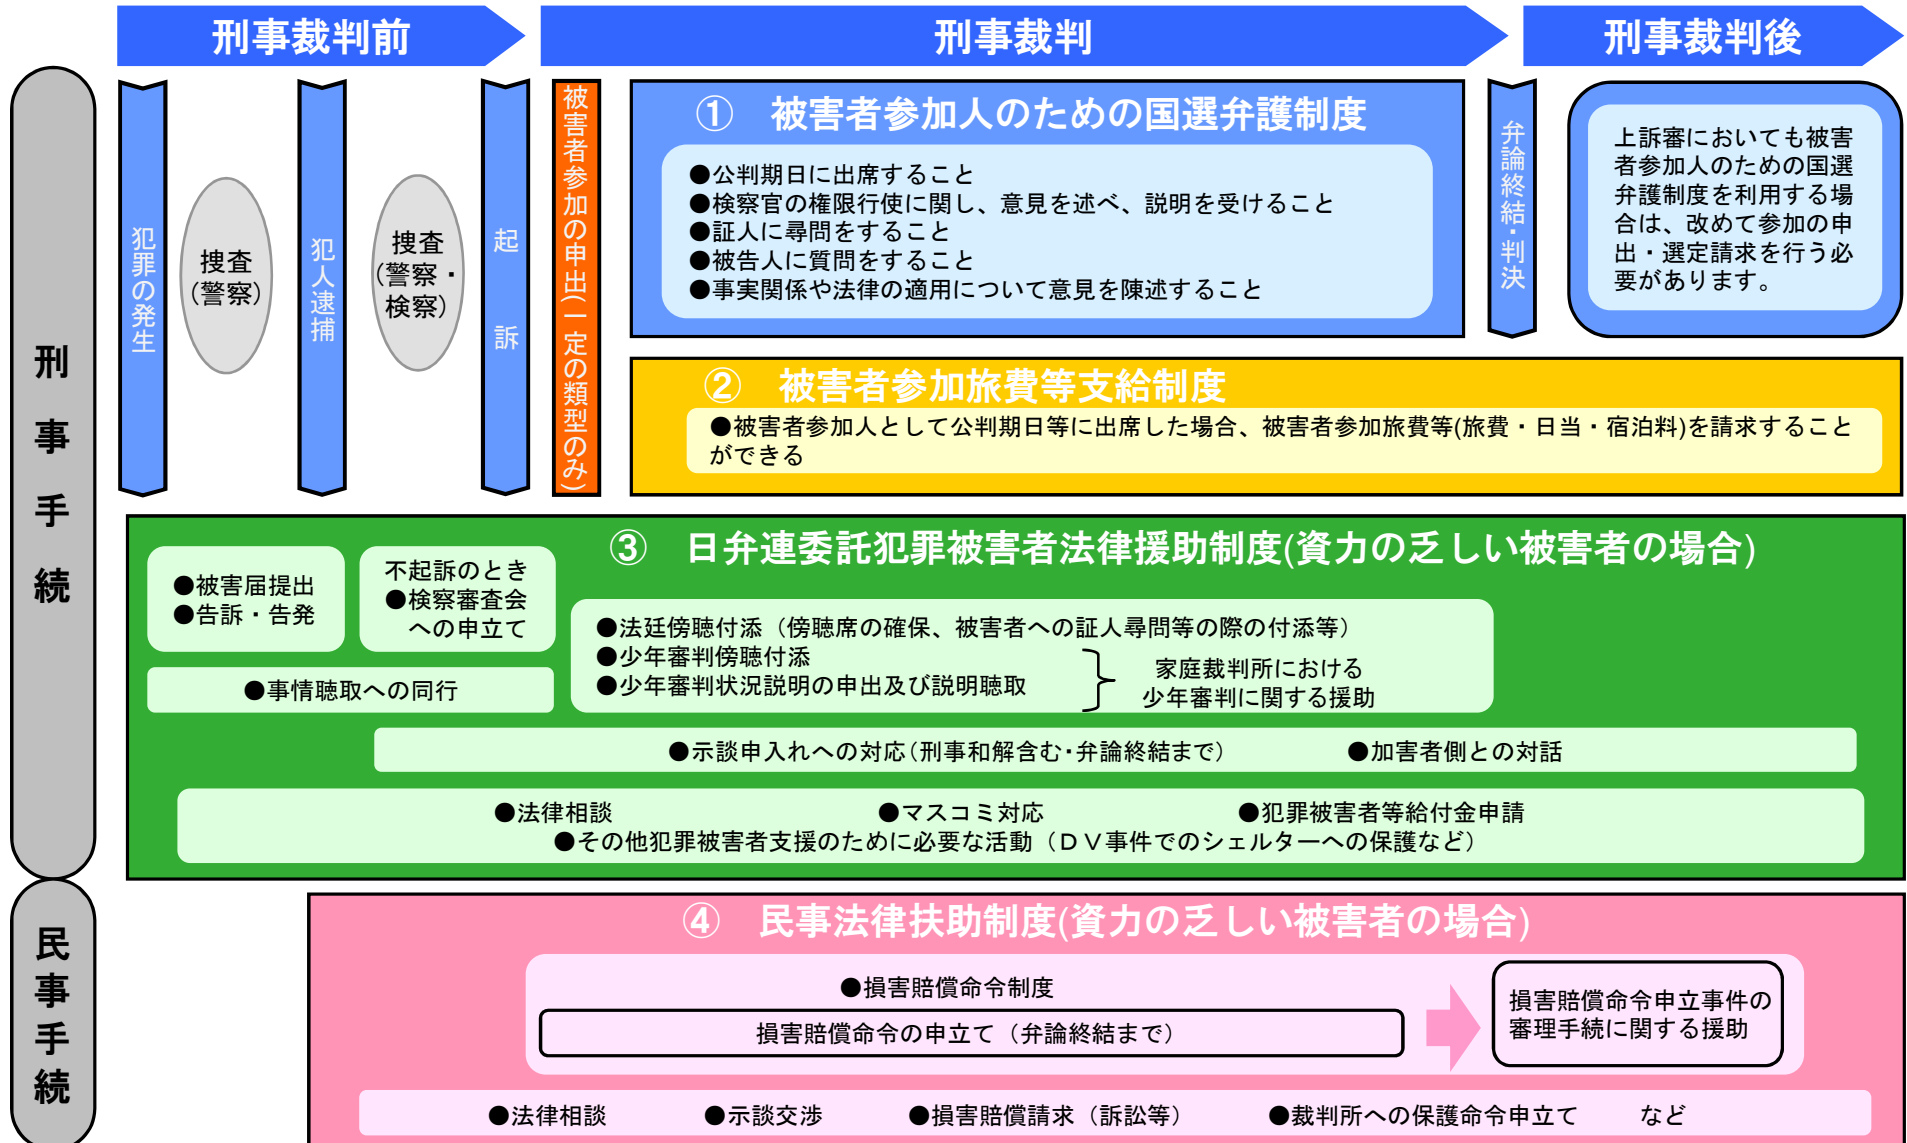 刑事裁判前
刑事裁判
刑事裁判後
刑事手続
犯罪の発生
捜査
(警察)
犯人逮捕
捜査
(警察・
検察)
起訴
被害者参加の申出(一定の類型のみ)
① 被害者参加人のための国選弁護制度
●公判期日に出席すること
●検察官の権限行使に関し、意見を述べ、説明を受けること
●証人に尋問をすること
●被告人に質問をすること
●事実関係や法律の適用について意見を陳述すること
弁論終結・判決
上訴審においても被害
者参加人のための国選
弁護制度を利用する場
合は、改めて参加の申
出・選定請求を行う必
要があります。
② 被害者参加旅費等支給制度
●被害者参加人として公判期日等に出席した場合、被害者参加旅費等(旅費・日当・宿泊料)を請求すること
ができる
③ 日弁連委託犯罪被害者法律援助制度(資力の乏しい被害者の場合)
●被害届提出
●告訴・告発
不起訴のとき
●検察審査会
への申立て
●事情聴取への同行
●法廷傍聴付添（傍聴席の確保、被害者への証人尋問等の際の付添等）
●少年審判傍聴付添
●少年審判状況説明の申出及び説明聴取
家庭裁判所における
少年審判に関する援助
●示談申入れへの対応(刑事和解含む・弁論終結まで) ●加害者側との対話
●法律相談 ●マスコミ対応 ●犯罪被害者等給付金申請
●その他犯罪被害者支援のために必要な活動（ＤＶ事件でのシェルターへの保護など）
民事手続
④ 民事法律扶助制度(資力の乏しい被害者の場合)
●損害賠償命令制度
損害賠償命令の申立て（弁論終結まで）
損害賠償命令申立事件の
審理手続に関する援助
●法律相談 ●示談交渉 ●損害賠償請求（訴訟等） ●裁判所への保護命令申立て など